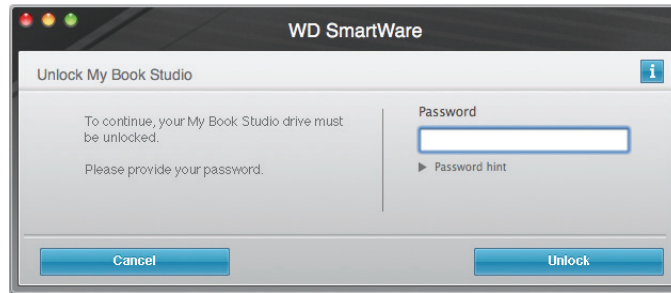 WD SmartWare
Unlock My Book Studio
i
To continue, your My Book Studio drive must
be unlocked.
Please provide your password.
Password
Password hint
Cancel
Unlock